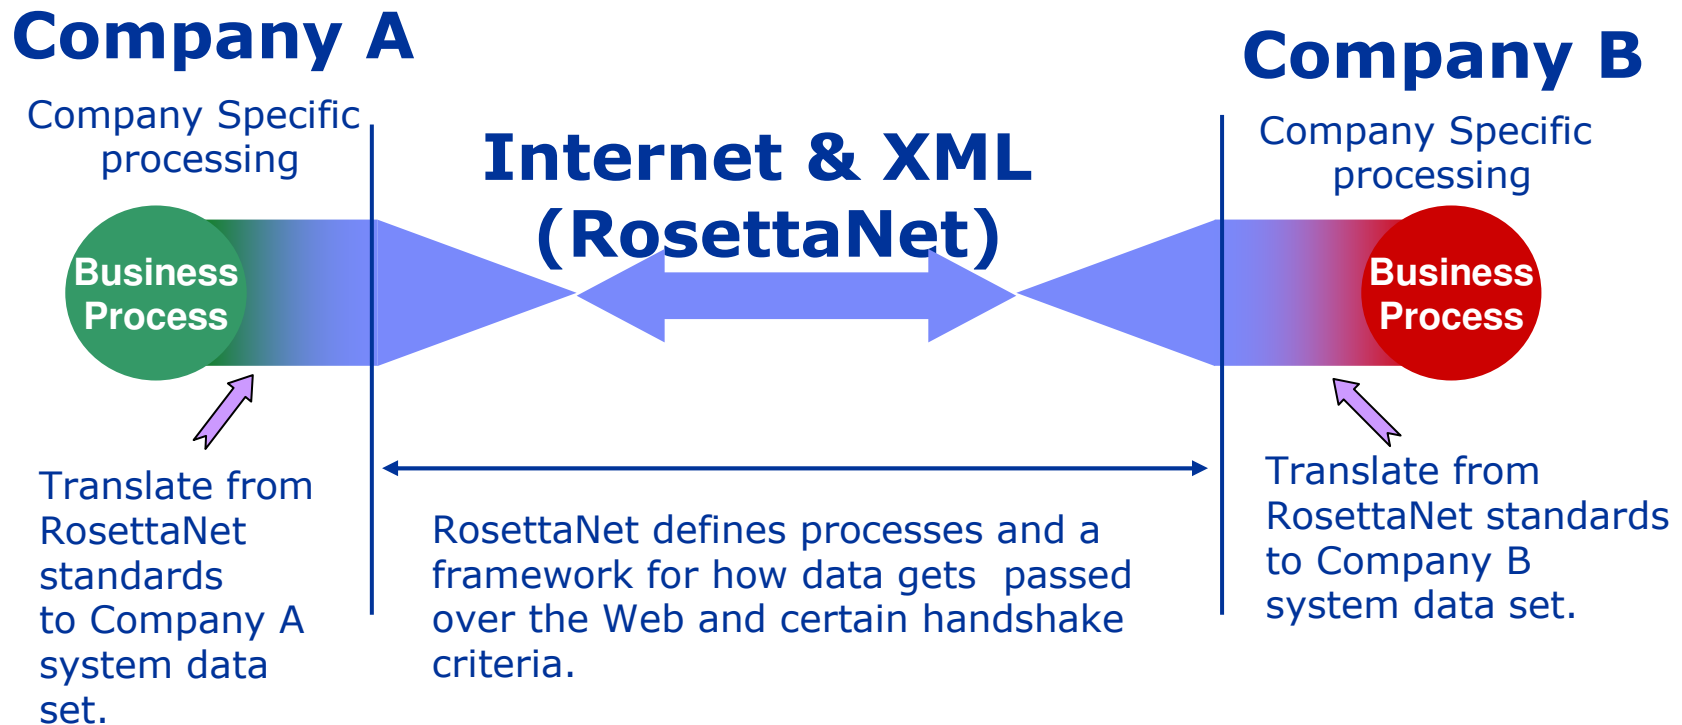 Company A
Company Specific
processing
Business
Process
Translate from
RosettaNet
standards
to Company A
system data
set.
Internet & XML
(RosettaNet)
RosettaNet defines processes and a
framework for how data gets  passed
over the Web and certain handshake
criteria.
Company B
Company Specific
processing
Business
Process
Translate from
RosettaNet standards
to Company B
system data set.